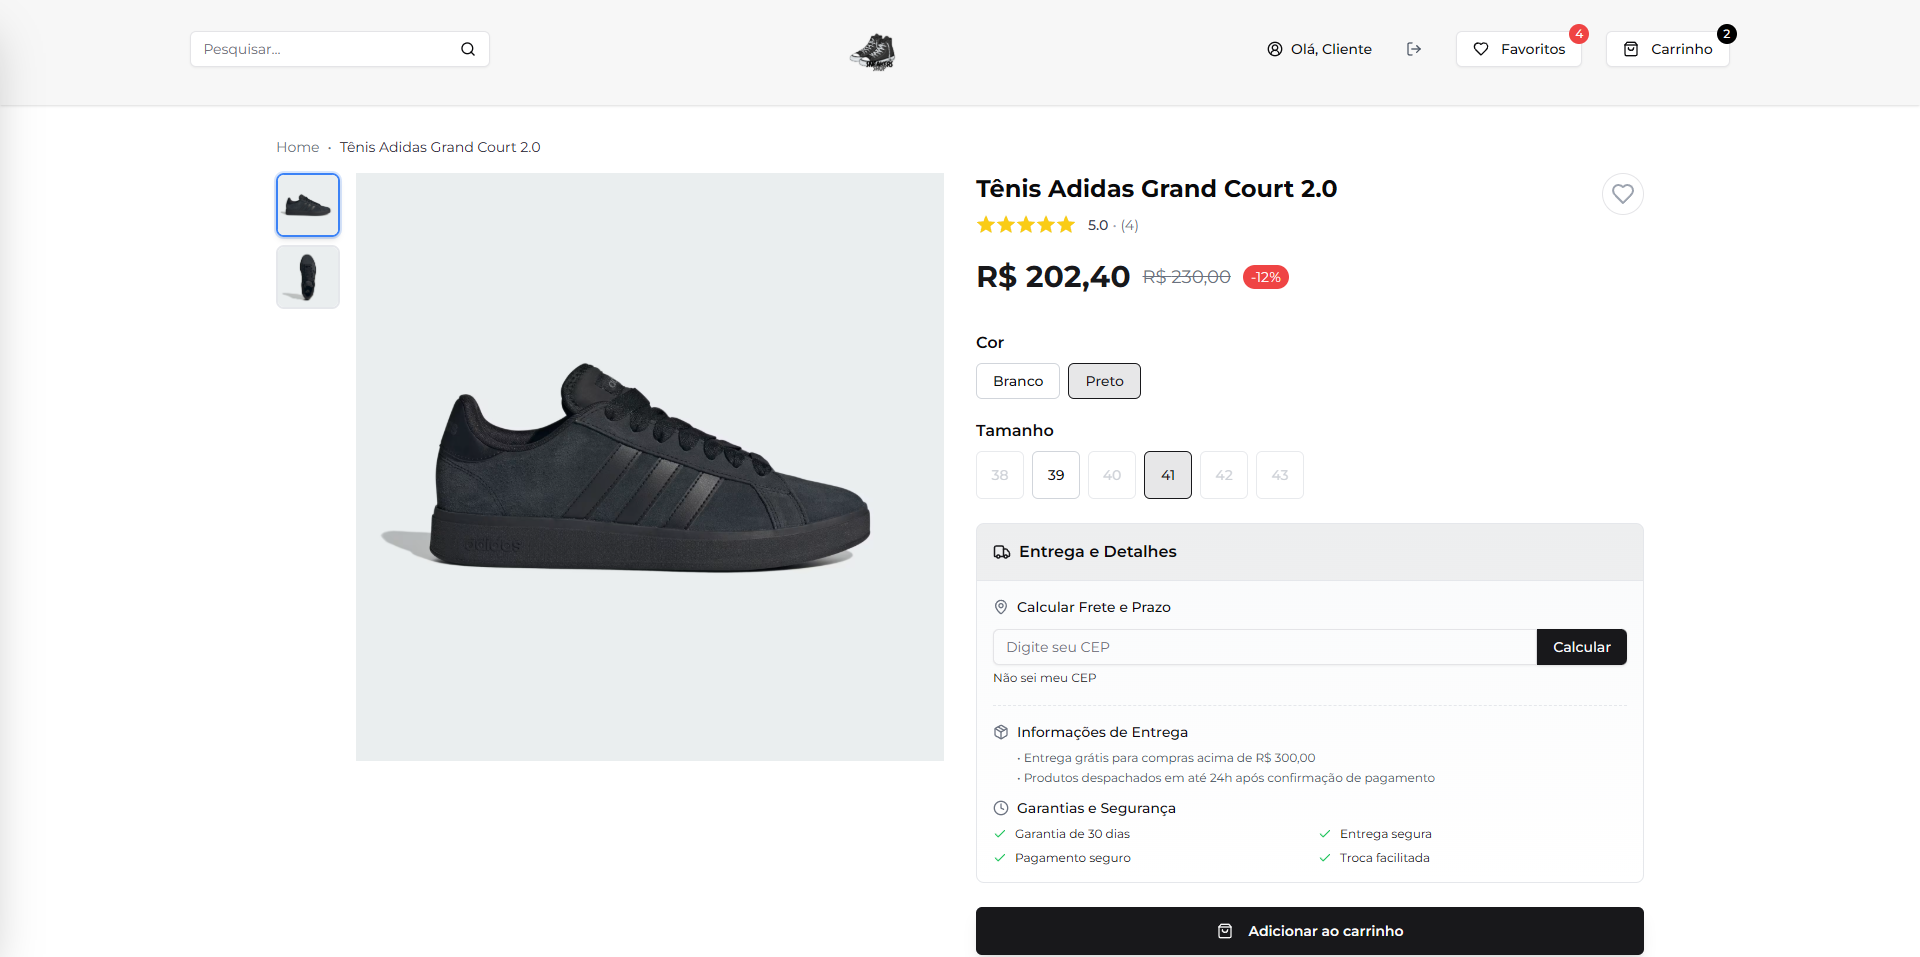 Pesquisar...
SNEAKERS
SHOP
Olá, Cliente
Favoritos
4
Carrinho
2
Home • Tênis Adidas Grand Court 2.0
Tênis Adidas Grand Court 2.0
5.0 · (4)
R$ 202,40 R$ 230,00 -12%
Cor
Branco Preto
Tamanho
38 39 40 41 42 43
adidas
Entrega e Detalhes
Calcular Frete e Prazo
Digite seu CEP
Calcular
Não sei meu CEP
Informações de Entrega
• Entrega grátis para compras acima de R$ 300,00
• Produtos despachados em até 24h após confirmação de pagamento
Garantias e Segurança
Garantia de 30 dias
Entrega segura
Pagamento seguro
Troca facilitada
Adicionar ao carrinho